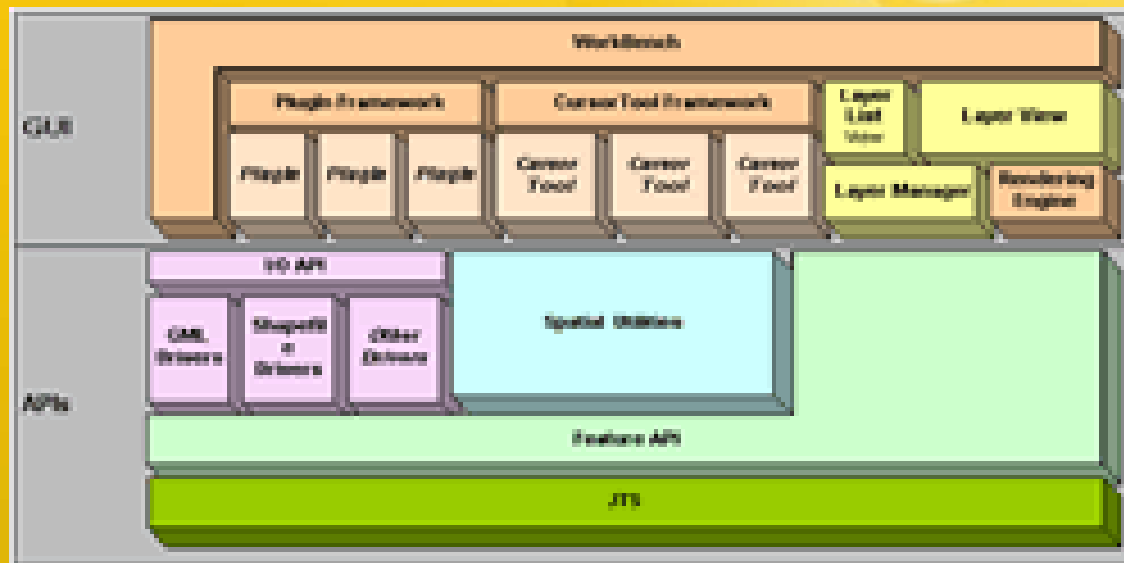 WorkBench
GUI
Plugin Framework
CursorTool Framework
Layer
List
View
Layer View
Plugin
Plugin
Plugin
Cursor
Tool
Cursor
Tool
Cursor
Tool
Layer Manager
Rendering
Engine
APIs
I/O API
GML
Drivers
Shapefil
e
Drivers
Other
Drivers
Spatial Utilities
Feature API
JTS